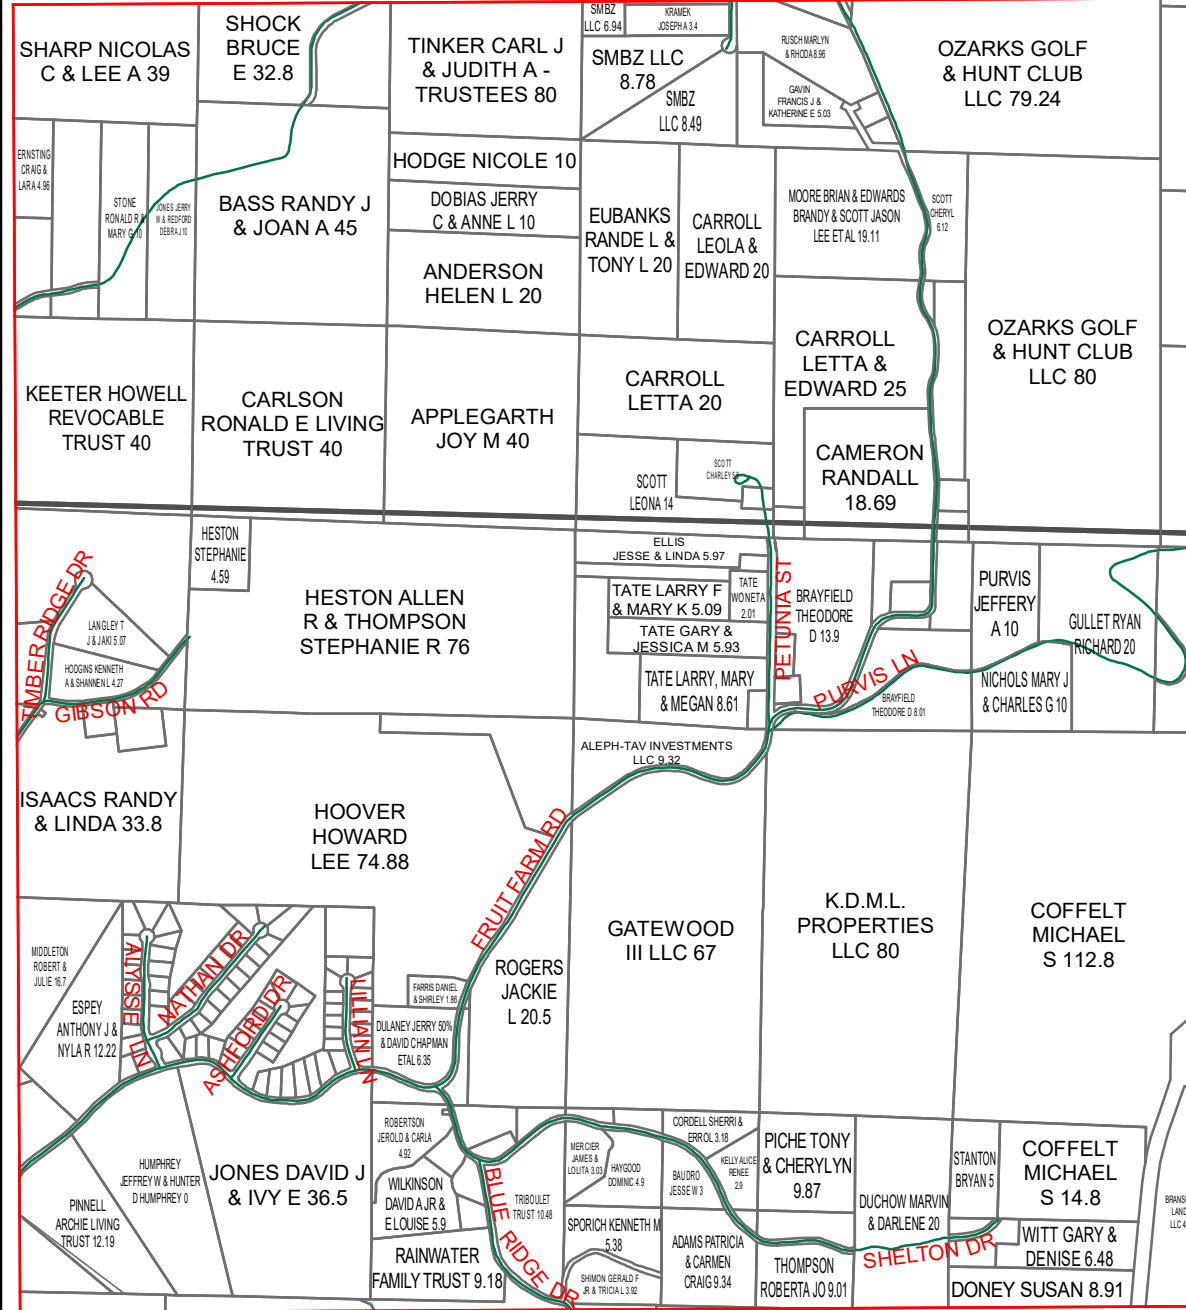 SHARP NICOLAS
C & LEE A 39
SHOCK
BRUCE
E 32.8
TINKER CARL J
& JUDITH A -
TRUSTEES 80
SMBZ
LLC 6.94
KRAMEK
JOSEPH A 3.4
SMBZ LLC
8.78
SMBZ
LLC 8.49
RUSCH MARLYN
& RHODA 8.96
GAVIN
FRANCIS J &
KATHERINE E 5.03
OZARKS GOLF
& HUNT CLUB
LLC 79.24
ERNSTING
CRAIG &
LARA 4.96
STONE
RONALD R &
MARY G 10
JONES JERRY
W & REDFORD
DEBRA J 10
BASS RANDY J
& JOAN A 45
HODGE NICOLE 10
DOBIAS JERRY
C & ANNE L 10
ANDERSON
HELEN L 20
EUBANKS
RANDE L &
TONY L 20
CARROLL
LEOLA &
EDWARD 20
MOORE BRIAN & EDWARDS
BRANDY & SCOTT JASON
LEE ET AL 19.11
SCOTT
CHERYL
6.12
KEETER HOWELL
REVOCABLE
TRUST 40
CARLSON
RONALD E LIVING
TRUST 40
APPLEGARTH
JOY M 40
CARROLL
LETTA 20
CARROLL
LETTA &
EDWARD 25
OZARKS GOLF
& HUNT CLUB
LLC 80
SCOTT
LEONA 14
SCOTT
CHARLEY 5.5
CAMERON
RANDALL
18.69
HESTON
STEPHANIE
4.59
HESTON ALLEN
R & THOMPSON
STEPHANIE R 76
ELLIS
JESSE & LINDA 5.97
TATE LARRY F
& MARY K 5.09
TATE
WONETA
2.01
TATE GARY &
JESSICA M 5.93
TATE LARRY, MARY
& MEGAN 8.61
PETUNIA ST
BRAYFIELD
THEODORE
D 13.9
PURVIS
JEFFERY
A 10
GULLET RYAN
RICHARD 20
TIMBERRIDGE DR
LANGLEY T
J & JAKI 5.07
HODGINS KENNETH
A & SHANNEN L 4.27
GIBSON RD
PURVIS LN
BRAYFIELD
THEODORE D 8.01
NICHOLS MARY J
& CHARLES G 10
ALEPH-TAV INVESTMENTS
LLC 9.32
ISAACS RANDY
& LINDA 33.8
HOOVER
HOWARD
LEE 74.88
FRUIT FARM RD
GATEWOOD
III LLC 67
K.D.M.L.
PROPERTIES
LLC 80
COFFELT
MICHAEL
S 112.8
MIDDLETON
ROBERT &
JULIE 16.7
ESPEY
ANTHONY J &
NYLA R 12.22
ALYSSE LN
NATHAN DR
ASHFORD DR
LILLIAN LN
FARRIS DANIEL
& SHIRLEY 1.86
DULANEY JERRY 50%
& DAVID CHAPMAN
ETAL 6.35
ROGERS
JACKIE
L 20.5
PINNELL
ARCHIE LIVING
TRUST 12.19
HUMPHREY
JEFFREY W & HUNTER
D HUMPHREY 0
JONES DAVID J
& IVY E 36.5
ROBERTSON
JEROLD & CARLA
4.92
WILKINSON
DAVID A JR &
E LOUISE 5.9
RAINWATER
FAMILY TRUST 9.18
BLUE RIDGE DR
TRIBOULET
TRUST 10.48
MERCIER
JAMES &
LOLITA 3.03
HAYGOOD
DOMINIC 4.9
SPORICH KENNETH M
5.38
SHIMON GERALD F
JR & TRICIA L 3.92
CORDELL SHERRI &
ERROL 3.18
BAUDRO
JESSE W 3
KELLY ALICE
RENEE
2.9
ADAMS PATRICIA
& CARMEN
CRAIG 9.34
PICHE TONY
& CHERYLYN
9.87
THOMPSON
ROBERTA JO 9.01
DUCHOW MARVIN
& DARLENE 20
SHELTON DR
STANTON
BRYAN 5
COFFELT
MICHAEL
S 14.8
WITT GARY &
DENISE 6.48
DONEY SUSAN 8.91
LAND
LLC 4